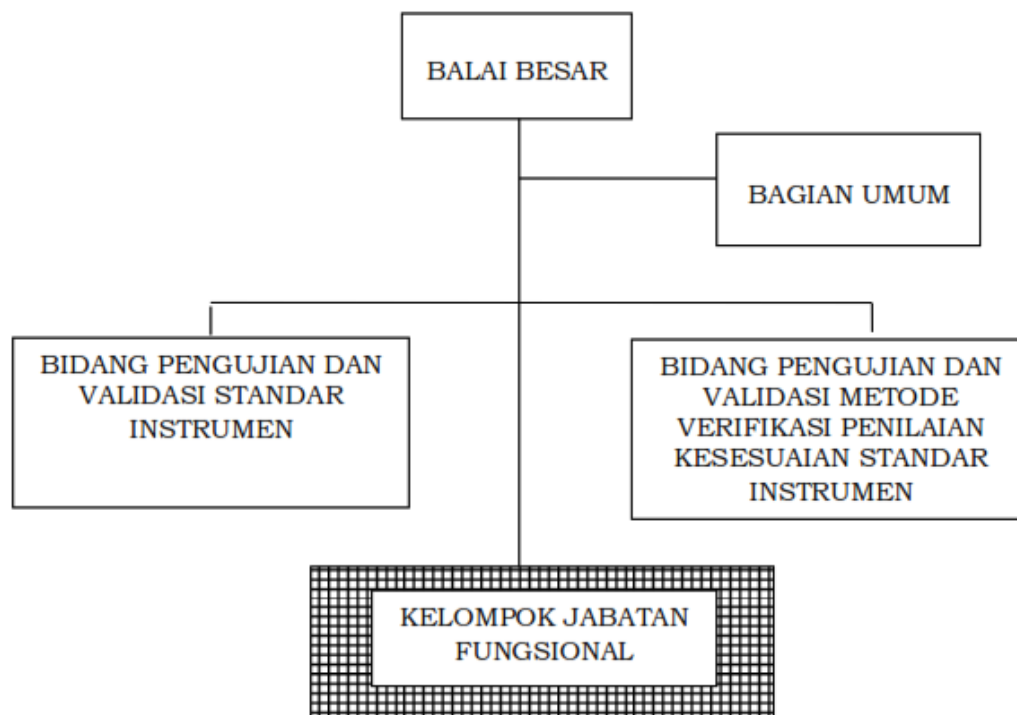 BALAI BESAR
BAGIAN UMUM
BIDANG PENGUJIAN DAN
VALIDASI STANDAR
INSTRUMEN
BIDANG PENGUJIAN DAN
VALIDASI METODE
VERIFIKASI PENILAIAN
KESESUAIAN STANDAR
INSTRUMEN
KELOMPOK JABATAN
FUNGSIONAL